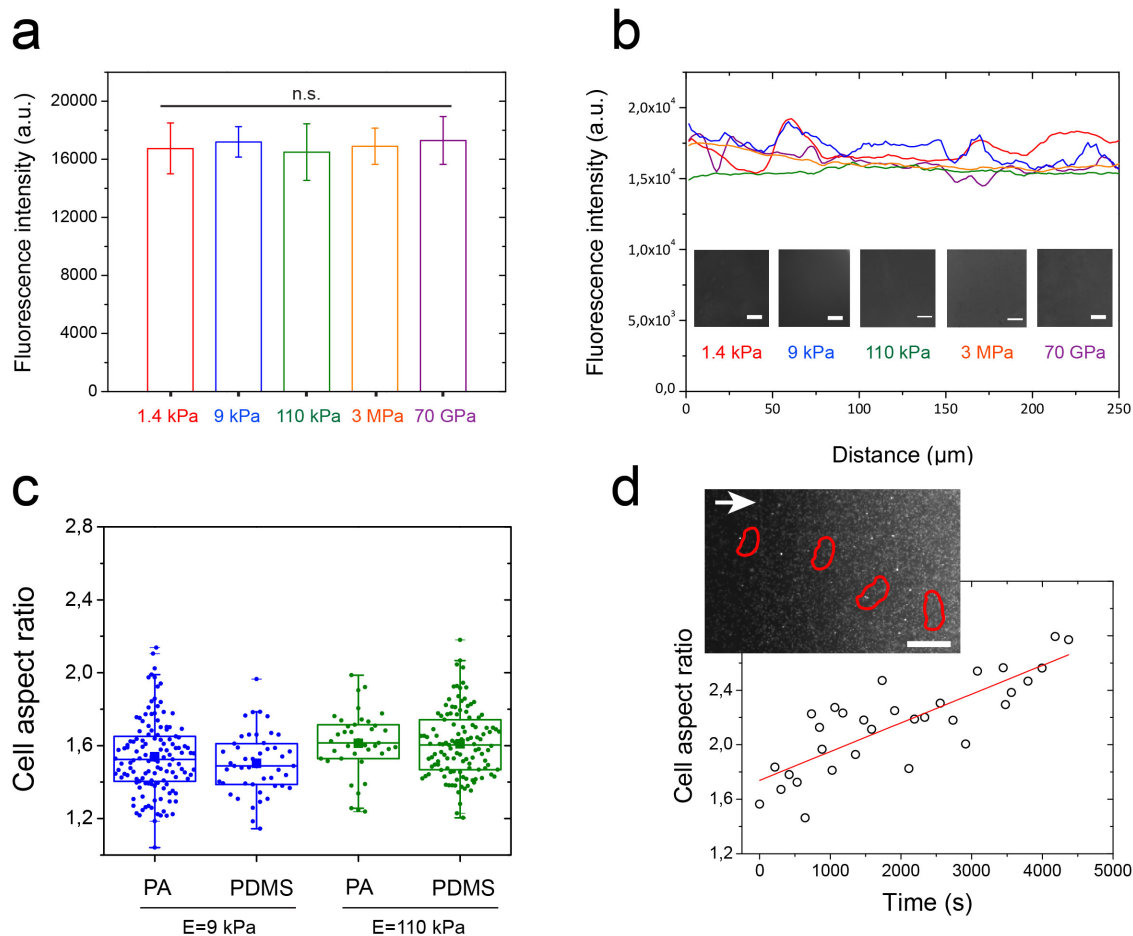 a
Fluorescence intensity (a.u.)
20000
16000
12000
8000
4000
0
n.s.
1.4 kPa 9 kPa 110 kPa 3 MPa 70 GPa
b
Fluorescence intensity (a.u.)
2,0x10⁴
1,5x10⁴
1,0x10⁴
5,0x10³
0,0
1.4 kPa 9 kPa 110 kPa 3 MPa 70 GPa
0 50 100 150 200 250
Distance (µm)
c
Cell aspect ratio
2,8
2,4
2,0
1,6
1,2
PA PDMS PA PDMS
E=9 kPa E=110 kPa
d
Cell aspect ratio
2,4
2,0
1,6
1,2
0 1000 2000 3000 4000 5000
Time (s)